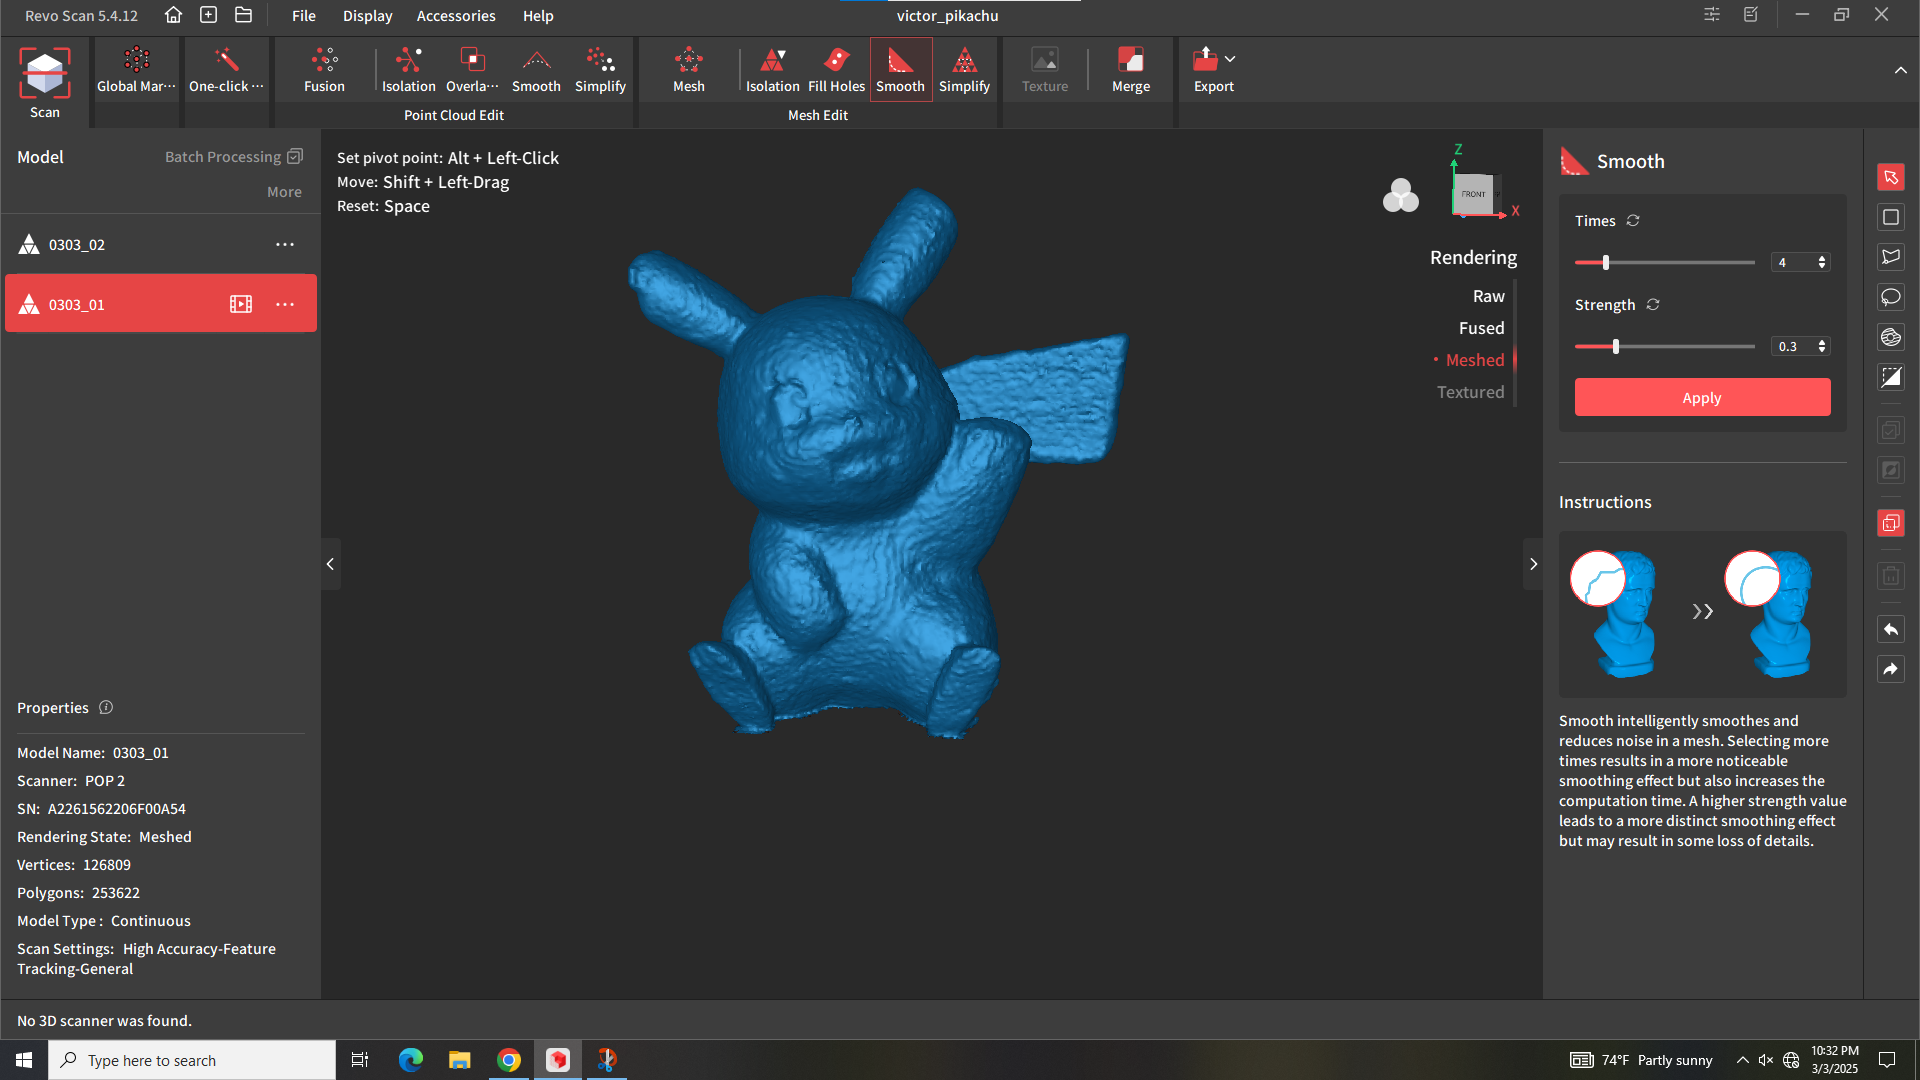 Revo Scan 5.4.12
File Display Accessories Help
victor_pikachu
Scan
Global Mar···
One-click ···
Fusion
Isolation
Overla···
Smooth
Simplify
Point Cloud Edit
Mesh
Isolation
Fill Holes
Smooth
Simplify
Mesh Edit
Texture
Merge
Export
Model
Batch Processing
More
0303_02
0303_01
Properties
Model Name: 0303_01
Scanner: POP 2
SN: A2261562206F00A54
Rendering State: Meshed
Vertices: 126809
Polygons: 253622
Model Type : Continuous
Scan Settings: High Accuracy-Feature
Tracking-General
No 3D scanner was found.
Set pivot point: Alt + Left-Click
Move: Shift + Left-Drag
Reset: Space
Z
FRONT
X
Rendering
Raw
Fused
Meshed
Textured
Smooth
Times
4
Strength
0.3
Apply
Instructions
Smooth intelligently smoothes and
reduces noise in a mesh. Selecting more
times results in a more noticeable
smoothing effect but also increases the
computation time. A higher strength value
leads to a more distinct smoothing effect
but may result in some loss of details.
Type here to search
74°F Partly sunny
10:32 PM
3/3/2025